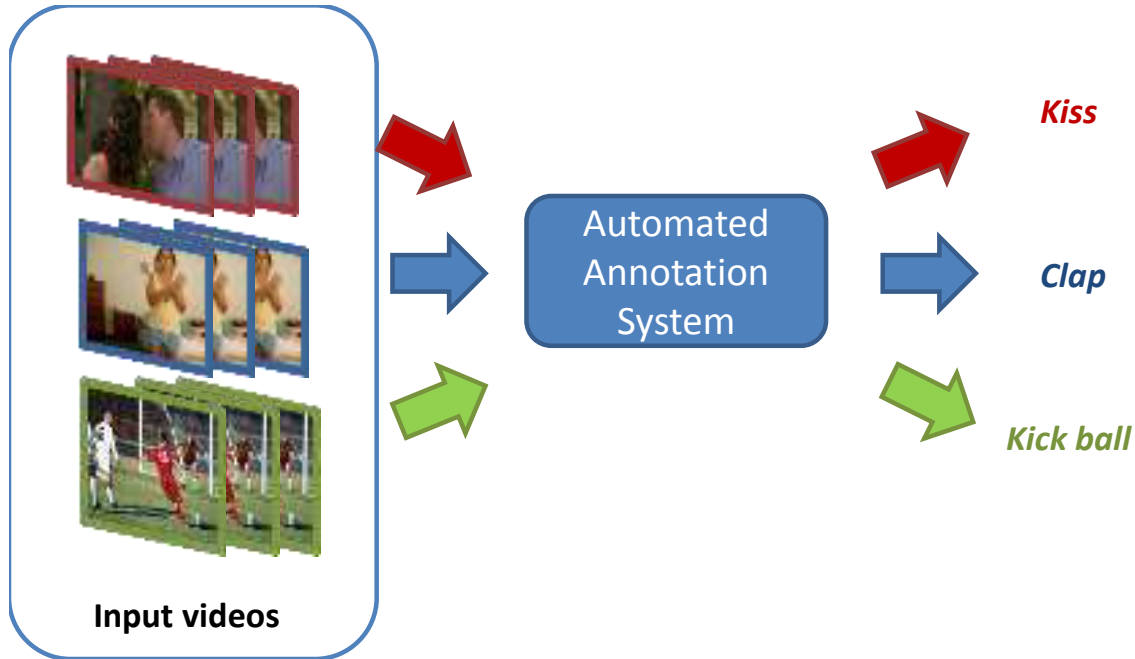 Kiss
Automated
Annotation
System
Clap
Kick ball
Input videos